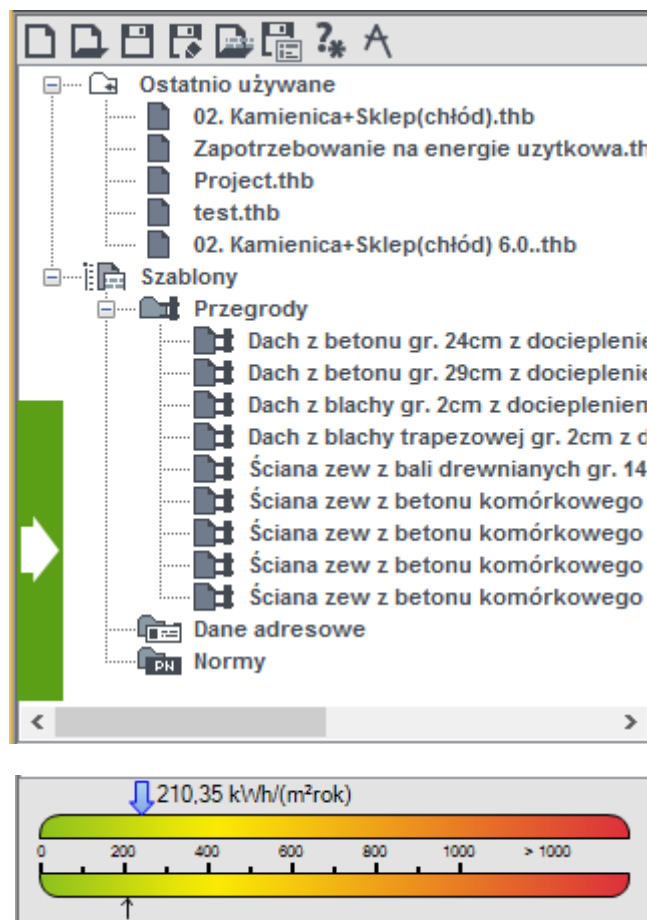 Ostatnio używane
02. Kamienica+Sklep(chłód).thb
Zapotrzebowanie na energie uzytkowa.th
Project.thb
test.thb
02. Kamienica+Sklep(chłód) 6.0..thb
Szablony
Przegrody
Dach z betonu gr. 24cm z docieplenie
Dach z betonu gr. 29cm z docieplenie
Dach z blachy gr. 2cm z docieplenien
Dach z blachy trapezowej gr. 2cm z d
Ściana zew z bali drewnianych gr. 14
Ściana zew z betonu komórkowego
Ściana zew z betonu komórkowego
Ściana zew z betonu komórkowego
Ściana zew z betonu komórkowego
Dane adresowe
PN Normy
210,35 kWh/(m²rok)
0 200 400 600 800 1000 > 1000